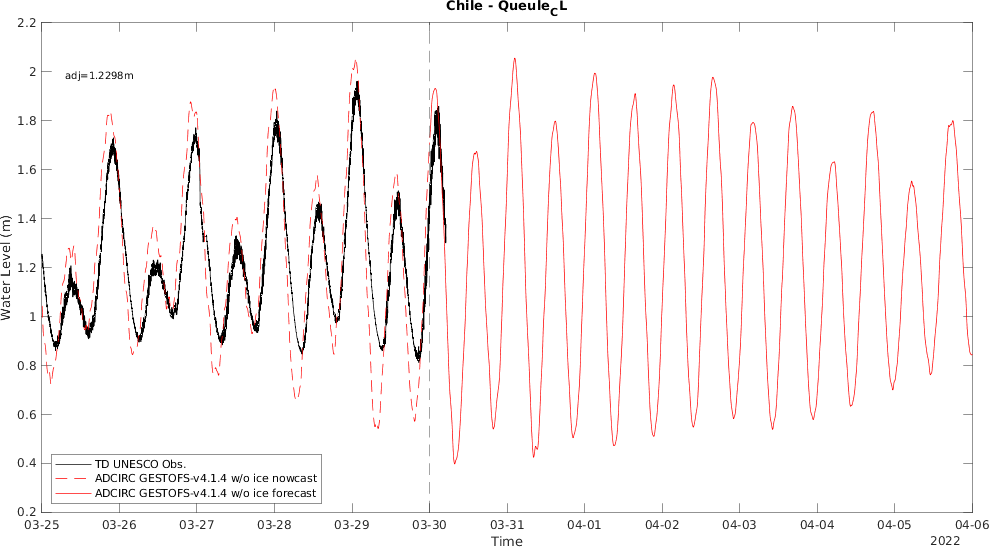 Chile - Queule_CL
adj=1.2298m
Water Level (m)
2.2
2
1.8
1.6
1.4
1.2
1
0.8
0.6
0.4
0.2
TD UNESCO Obs.
ADCIRC GESTOFS-v4.1.4 w/o ice nowcast
ADCIRC GESTOFS-v4.1.4 w/o ice forecast
03-25 03-26 03-27 03-28 03-29 03-30 03-31 04-01 04-02 04-03 04-04 04-05 04-06
Time
2022